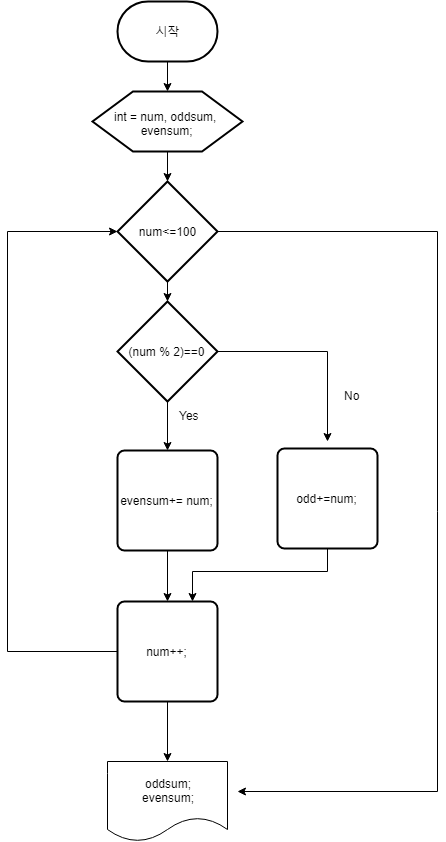 시작
int = num, oddsum,
evensum;
num<=100
(num % 2)==0
Yes
No
evensum+= num;
odd+=num;
num++;
oddsum;
evensum;